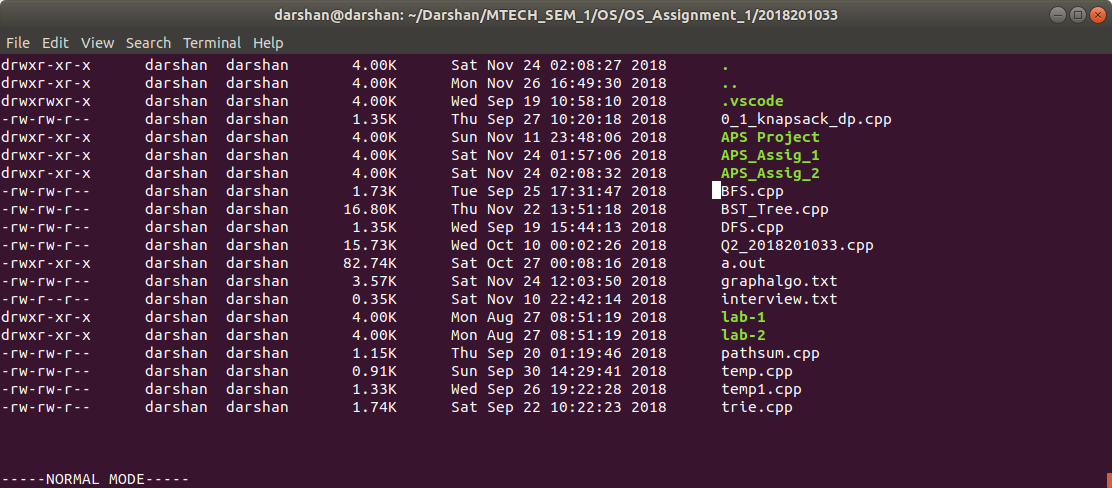 darshan@darshan: ~/Darshan/MTECH_SEM_1/OS/OS_Assignment_1/2018201033
File Edit View Search Terminal Help
drwxr-xr-x darshan darshan 4.00K Sat Nov 24 02:08:27 2018 .
drwxr-xr-x darshan darshan 4.00K Mon Nov 26 16:49:30 2018 ..
drwxrwxr-x darshan darshan 4.00K Wed Sep 19 10:58:10 2018 .vscode
-rw-rw-r-- darshan darshan 1.35K Thu Sep 27 10:20:18 2018 0_1_knapsack_dp.cpp
drwxr-xr-x darshan darshan 4.00K Sun Nov 11 23:48:06 2018 APS Project
drwxr-xr-x darshan darshan 4.00K Sat Nov 24 01:57:06 2018 APS_Assig_1
drwxr-xr-x darshan darshan 4.00K Sat Nov 24 02:08:32 2018 APS_Assig_2
-rw-rw-r-- darshan darshan 1.73K Tue Sep 25 17:31:47 2018 BFS.cpp
-rw-rw-r-- darshan darshan 16.80K Thu Nov 22 13:51:18 2018 BST_Tree.cpp
-rw-rw-r-- darshan darshan 1.35K Wed Sep 19 15:44:13 2018 DFS.cpp
-rw-rw-r-- darshan darshan 15.73K Wed Oct 10 00:02:26 2018 Q2_2018201033.cpp
-rwxr-xr-x darshan darshan 82.74K Sat Oct 27 00:08:16 2018 a.out
-rw-rw-r-- darshan darshan 3.57K Sat Nov 24 12:03:50 2018 graphalgo.txt
-rw-r--r-- darshan darshan 0.35K Sat Nov 10 22:42:14 2018 interview.txt
drwxr-xr-x darshan darshan 4.00K Mon Aug 27 08:51:19 2018 lab-1
drwxr-xr-x darshan darshan 4.00K Mon Aug 27 08:51:19 2018 lab-2
-rw-rw-r-- darshan darshan 1.15K Thu Sep 20 01:19:46 2018 pathsum.cpp
-rw-rw-r-- darshan darshan 0.91K Sun Sep 30 14:29:41 2018 temp.cpp
-rw-rw-r-- darshan darshan 1.33K Wed Sep 26 19:22:28 2018 temp1.cpp
-rw-rw-r-- darshan darshan 1.74K Sat Sep 22 10:22:23 2018 trie.cpp
-----NORMAL MODE-----